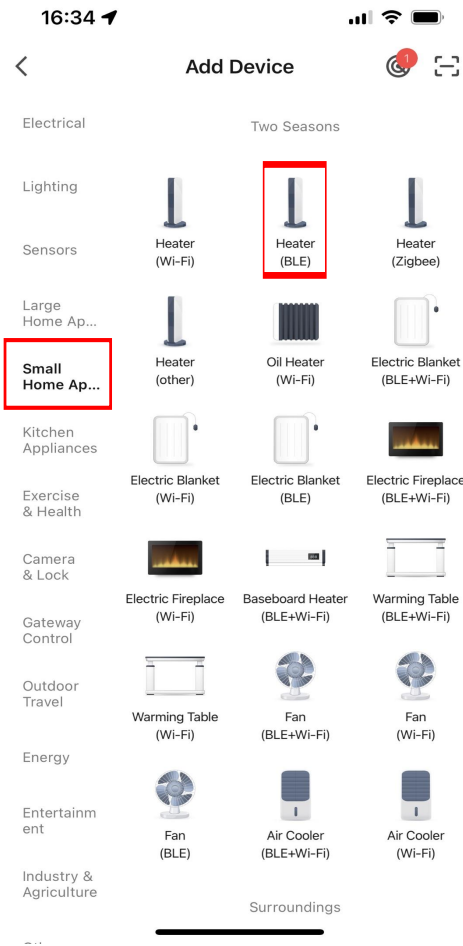 16:34
Add Device
1
Electrical
Lighting
Sensors
Large
Home Ap...
Small
Home Ap...
Kitchen
Appliances
Exercise
& Health
Camera
& Lock
Gateway
Control
Outdoor
Travel
Energy
Entertainm
ent
Industry &
Agriculture
Two Seasons
Heater
(Wi-Fi)
Heater
(BLE)
Heater
(Zigbee)
Heater
(other)
Oil Heater
(Wi-Fi)
Electric Blanket
(BLE+Wi-Fi)
Electric Blanket
(Wi-Fi)
Electric Blanket
(BLE)
Electric Fireplace
(BLE+Wi-Fi)
Electric Fireplace
(Wi-Fi)
Baseboard Heater
(BLE+Wi-Fi)
Warming Table
(BLE+Wi-Fi)
Warming Table
(Wi-Fi)
Fan
(BLE+Wi-Fi)
Fan
(Wi-Fi)
Fan
(BLE)
Air Cooler
(BLE+Wi-Fi)
Air Cooler
(Wi-Fi)
Surroundings